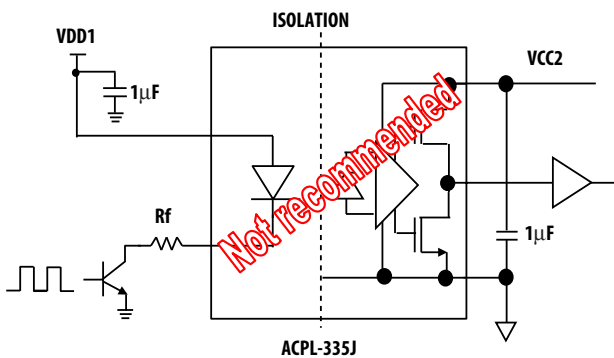 ISOLATION
VDD1
VCC2
1μF
Not recommended
Rf
1μF
ACPL-335J